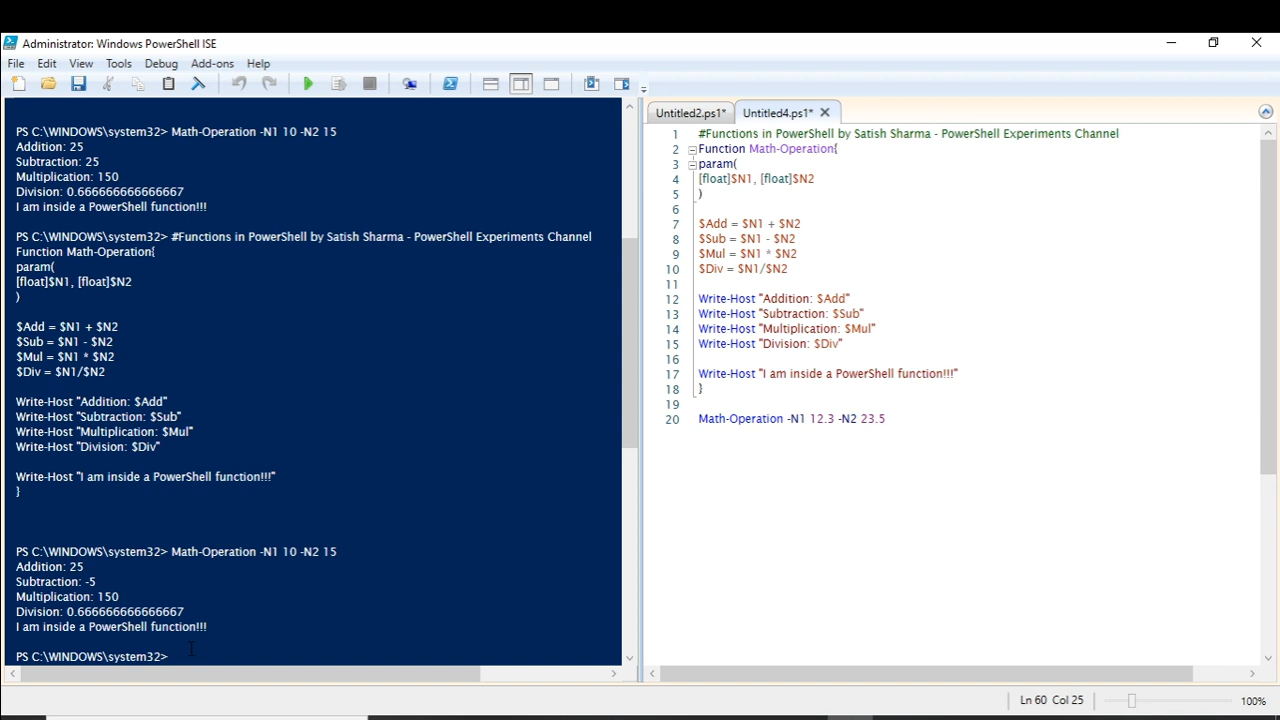 Administrator: Windows PowerShell ISE
File Edit View Tools Debug Add-ons Help
PS C:\WINDOWS\system32> Math-Operation -N1 10 -N2 15
Addition: 25
Subtraction: 25
Multiplication: 150
Division: 0.666666666666667
I am inside a PowerShell function!!!
PS C:\WINDOWS\system32> #Functions in PowerShell by Satish Sharma - PowerShell Experiments Channel
Function Math-Operation{
param(
[float]$N1, [float]$N2
)
$Add = $N1 + $N2
$Sub = $N1 - $N2
$Mul = $N1 * $N2
$Div = $N1/$N2
Write-Host "Addition: $Add"
Write-Host "Subtraction: $Sub"
Write-Host "Multiplication: $Mul"
Write-Host "Division: $Div"
Write-Host "I am inside a PowerShell function!!!"
}
PS C:\WINDOWS\system32> Math-Operation -N1 10 -N2 15
Addition: 25
Subtraction: -5
Multiplication: 150
Division: 0.666666666666667
I am inside a PowerShell function!!!
PS C:\WINDOWS\system32>
Untitled2.ps1* Untitled4.ps1*
1 #Functions in PowerShell by Satish Sharma - PowerShell Experiments Channel
2 Function Math-Operation{
3 param(
4 [float]$N1, [float]$N2
5 )
6
7 $Add = $N1 + $N2
8 $Sub = $N1 - $N2
9 $Mul = $N1 * $N2
10 $Div = $N1/$N2
11
12 Write-Host "Addition: $Add"
13 Write-Host "Subtraction: $Sub"
14 Write-Host "Multiplication: $Mul"
15 Write-Host "Division: $Div"
16
17 Write-Host "I am inside a PowerShell function!!!"
18 }
19
20 Math-Operation -N1 12.3 -N2 23.5
Ln 60 Col 25 100%